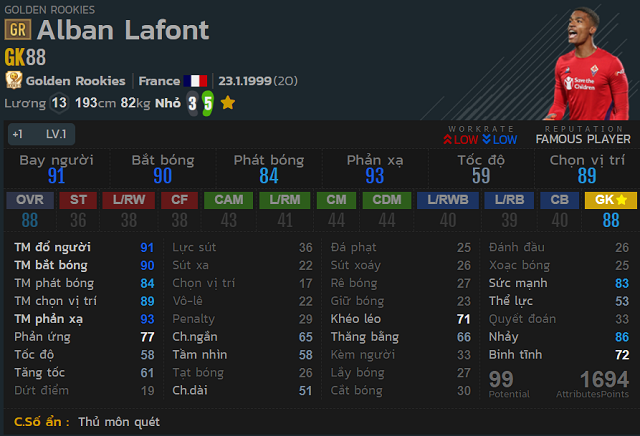 GOLDEN ROOKIES
GR Alban Lafont
GK88
Golden Rookies France 23.1.1999(20)
Lương 13 193cm 82kg Nhỏ 3 5
+1 LV.1
WORKRATE REPUTATION
LOW LOW FAMOUS PLAYER
Save the Children
Bay người Bắt bóng Phát bóng Phản xạ Tốc độ Chọn vị trí
91 90 84 93 59 89
OVR ST L/RW CF CAM L/RM CM CDM L/RWB L/RB CB GK
88 36 38 38 43 41 44 44 40 39 40 88
TM đổ người 91 Lực sút 36 Đá phạt 25 Đánh đầu 26
TM bắt bóng 90 Sút xa 22 Sút xoáy 26 Xoạc bóng 25
TM phát bóng 84 Chọn vị trí 17 Rê bóng 27 Sức mạnh 83
TM chọn vị trí 89 Vô-lê 22 Giữ bóng 23 Thể lực 53
TM phản xạ 93 Penalty 29 Khéo léo 71 Quyết đoán 33
Phản ứng 77 Ch.ngắn 65 Thăng bằng 66 Nhảy 86
Tốc độ 58 Tầm nhìn 58 Kèm người 33 Bình tĩnh 72
Tăng tốc 61 Tạt bóng 26 Lấy bóng 27 99 1694
Dứt điểm 19 Ch.dài 51 Cắt bóng 30 Potential AttributesPoints
C.Số ẩn : Thủ môn quét